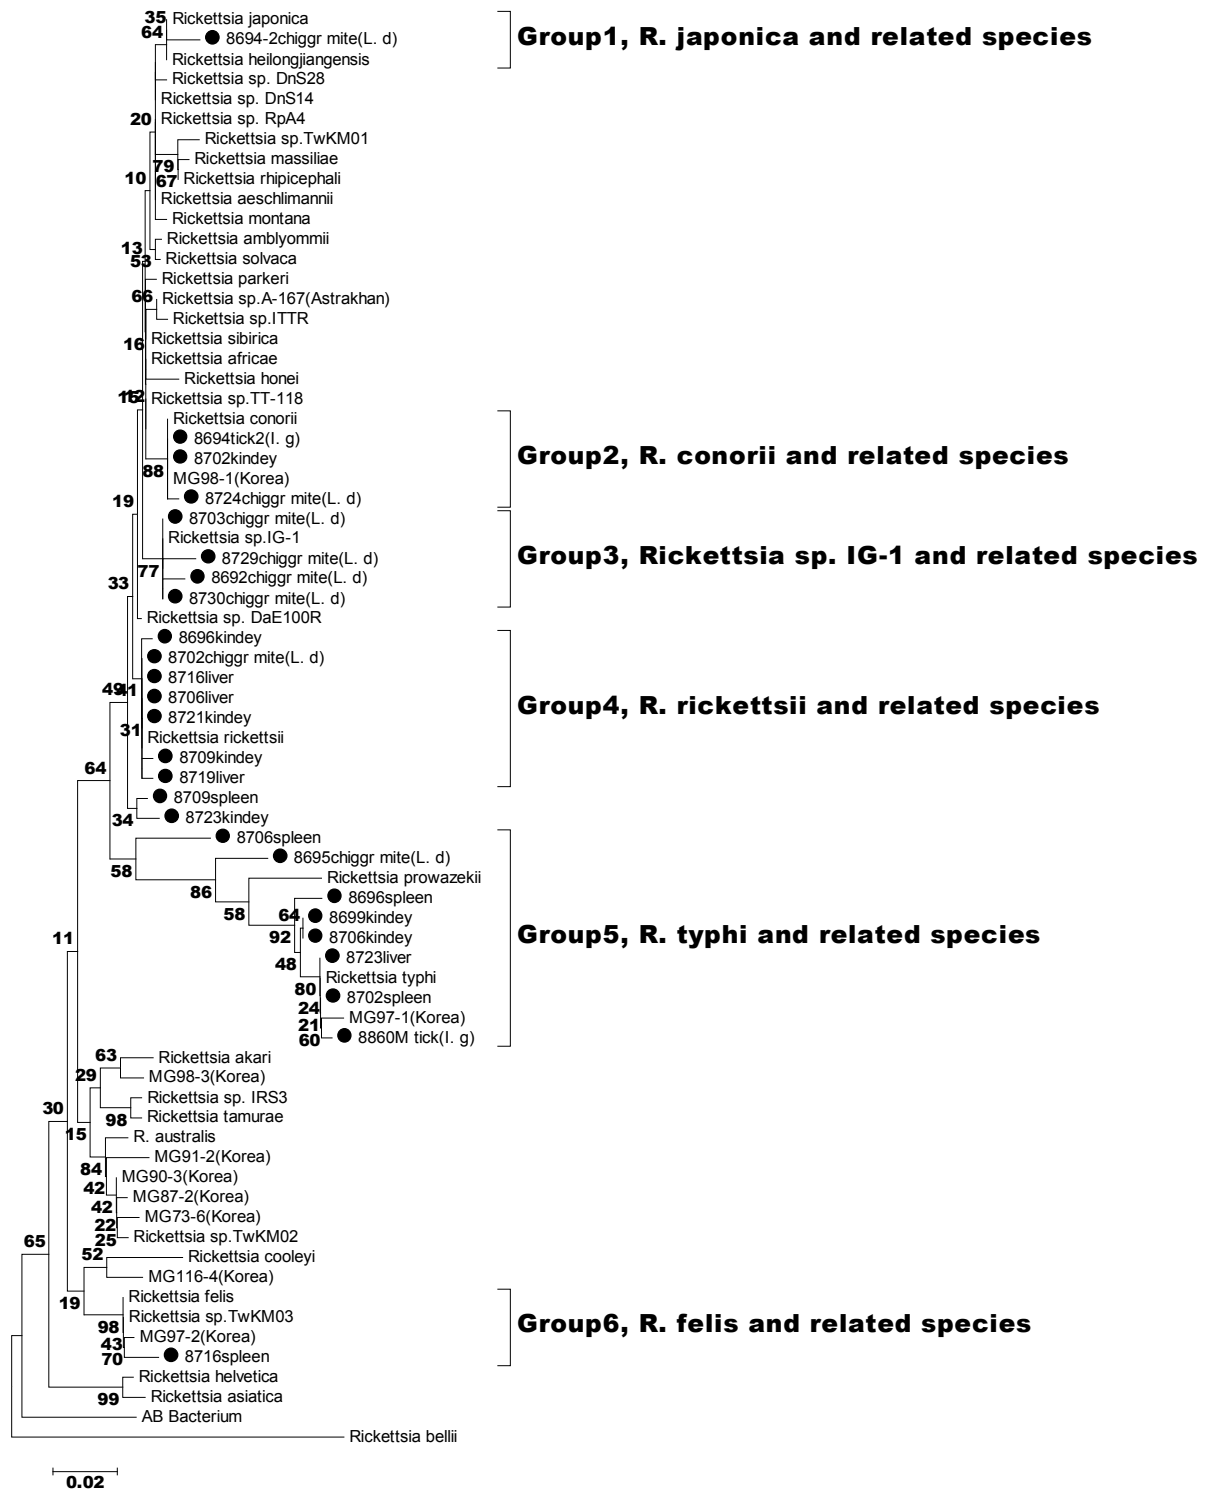 35 Rickettsia japonica
64 8694-2chiggr mite(L. d)
Group1, R. japonica and related species
Rickettsia heilongjiangensis
Rickettsia sp. DnS28
Rickettsia sp. DnS14
20 Rickettsia sp. RpA4
Rickettsia sp.TwKM01
79 Rickettsia massiliae
10 67 Rickettsia rhipicephali
Rickettsia aeschlimannii
Rickettsia montana
Rickettsia amblyommii
13
53 Rickettsia solvaca
Rickettsia parkeri
66 Rickettsia sp.A-167(Astrakhan)
Rickettsia sp.ITTR
16 Rickettsia sibirica
Rickettsia africae
Rickettsia honei
Rickettsia sp.TT-118
Rickettsia conorii
8694tick2(I. g)
88 8702kindey
Group2, R. conorii and related species
MG98-1(Korea)
19 8724chiggr mite(L. d)
8703chiggr mite(L. d)
Rickettsia sp.IG-1
8729chiggr mite(L. d)
Group3, Rickettsia sp. IG-1 and related species
33 77 8692chiggr mite(L. d)
8730chiggr mite(L. d)
Rickettsia sp. DaE100R
8696kindey
8702chiggr mite(L. d)
8716liver
49 41 8706liver
Group4, R. rickettsii and related species
8721kindey
31 Rickettsia rickettsii
8709kindey
64 8719liver
8709spleen
34 8723kindey
8706spleen
58 8695chiggr mite(L. d)
86 Rickettsia prowazekii
8696spleen
58 64 8699kindey
92 8706kindey
Group5, R. typhi and related species
11 48 8723liver
80 Rickettsia typhi
8702spleen
24 MG97-1(Korea)
21
60 8860M tick(I. g)
63 Rickettsia akari
29 MG98-3(Korea)
Rickettsia sp. IRS3
30 98 Rickettsia tamurae
15 R. australis
MG91-2(Korea)
84 MG90-3(Korea)
42 MG87-2(Korea)
42 MG73-6(Korea)
22
25 Rickettsia sp.TwKM02
65 52 Rickettsia cooleyi
MG116-4(Korea)
19 Rickettsia felis
98 Rickettsia sp.TwKM03
Group6, R. felis and related species
43 MG97-2(Korea)
70 8716spleen
Rickettsia helvetica
99 Rickettsia asiatica
AB Bacterium
Rickettsia bellii
0.02